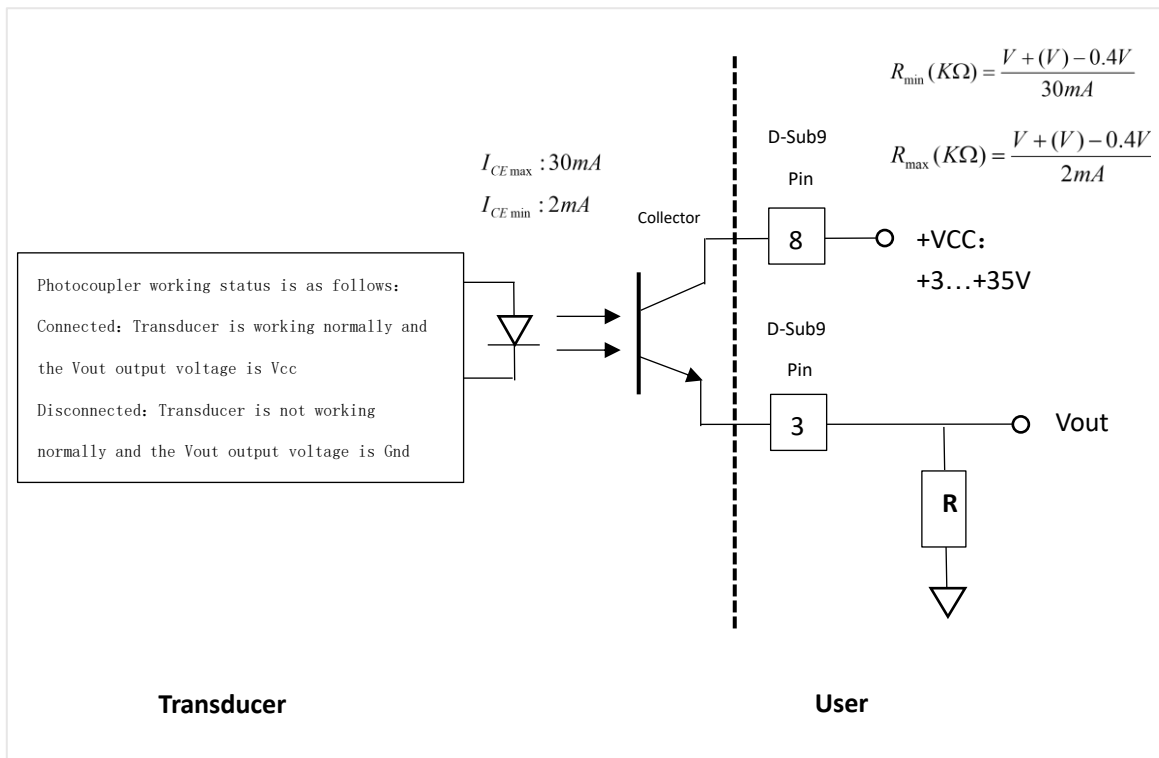 R_min (KΩ) = (V + (V) − 0.4V) / 30mA
D-Sub9
Pin
R_max (KΩ) = (V + (V) − 0.4V) / 2mA
I_CE max : 30mA
I_CE min : 2mA
Collector
8
+VCC：
+3…+35V
Photocoupler working status is as follows：
Connected：Transducer is working normally and
the Vout output voltage is Vcc
Disconnected：Transducer is not working
normally and the Vout output voltage is Gnd
D-Sub9
Pin
3
Vout
R
Transducer
User